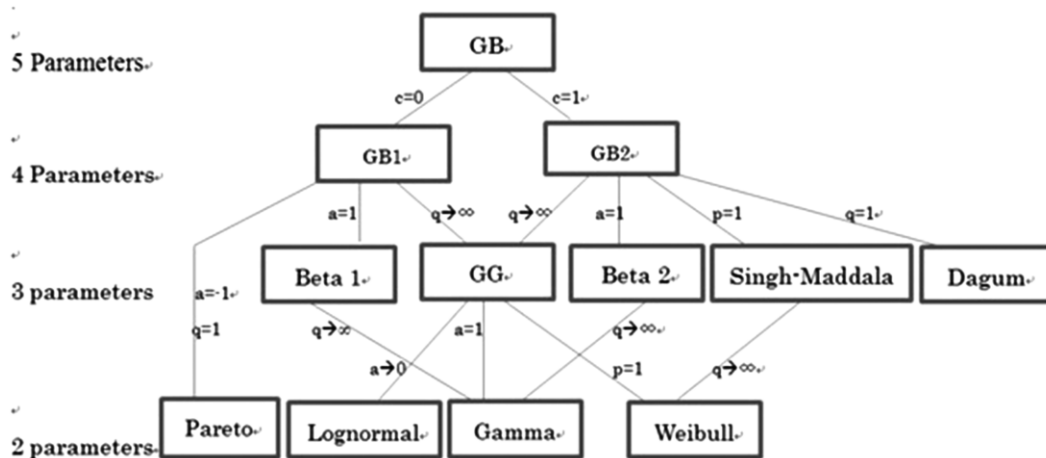 GB
5 Parameters
c=0 c=1
GB1 GB2
4 Parameters
a=1 q→∞ q→∞ a=1 p=1 q=1
Beta 1 GG Beta 2 Singh-Maddala Dagum
3 parameters
a=-1
q=1 q→∞ a=1 q→∞
a→0 p=1 q→∞
Pareto Lognormal Gamma Weibull
2 parameters